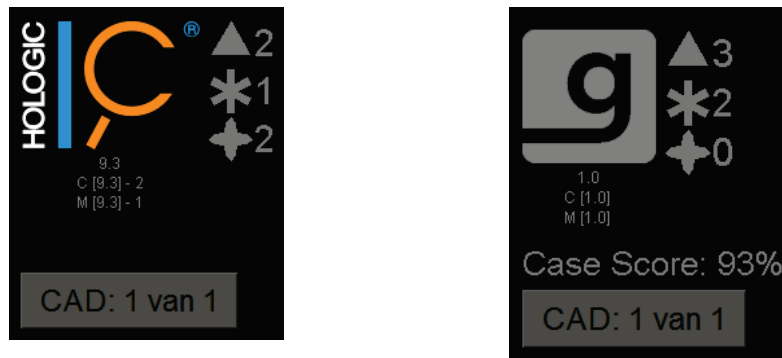 HOLOGIC
®
2
1
2
9.3
C [9.3] - 2
M [9.3] - 1
CAD: 1 van 1
g
3
2
0
1.0
C [1.0]
M [1.0]
Case Score: 93%
CAD: 1 van 1